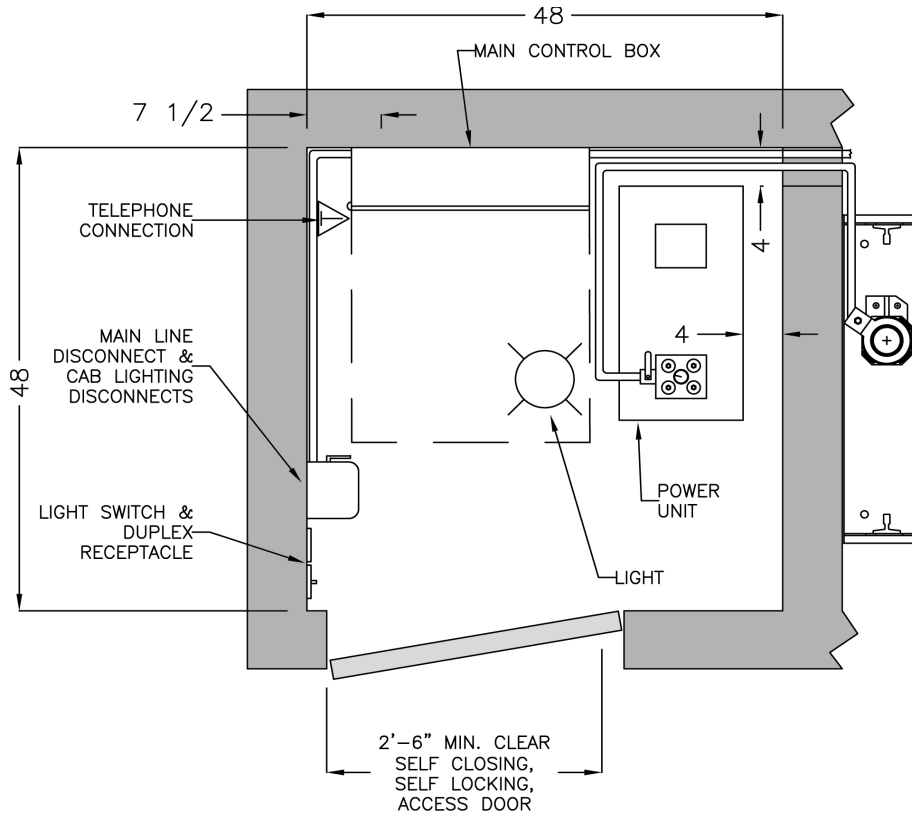 48
MAIN CONTROL BOX
7 1/2
TELEPHONE
CONNECTION
4
MAIN LINE
DISCONNECT &
CAB LIGHTING
DISCONNECTS
4
48
LIGHT SWITCH &
DUPLEX
RECEPTACLE
POWER
UNIT
LIGHT
2'-6" MIN. CLEAR
SELF CLOSING,
SELF LOCKING,
ACCESS DOOR